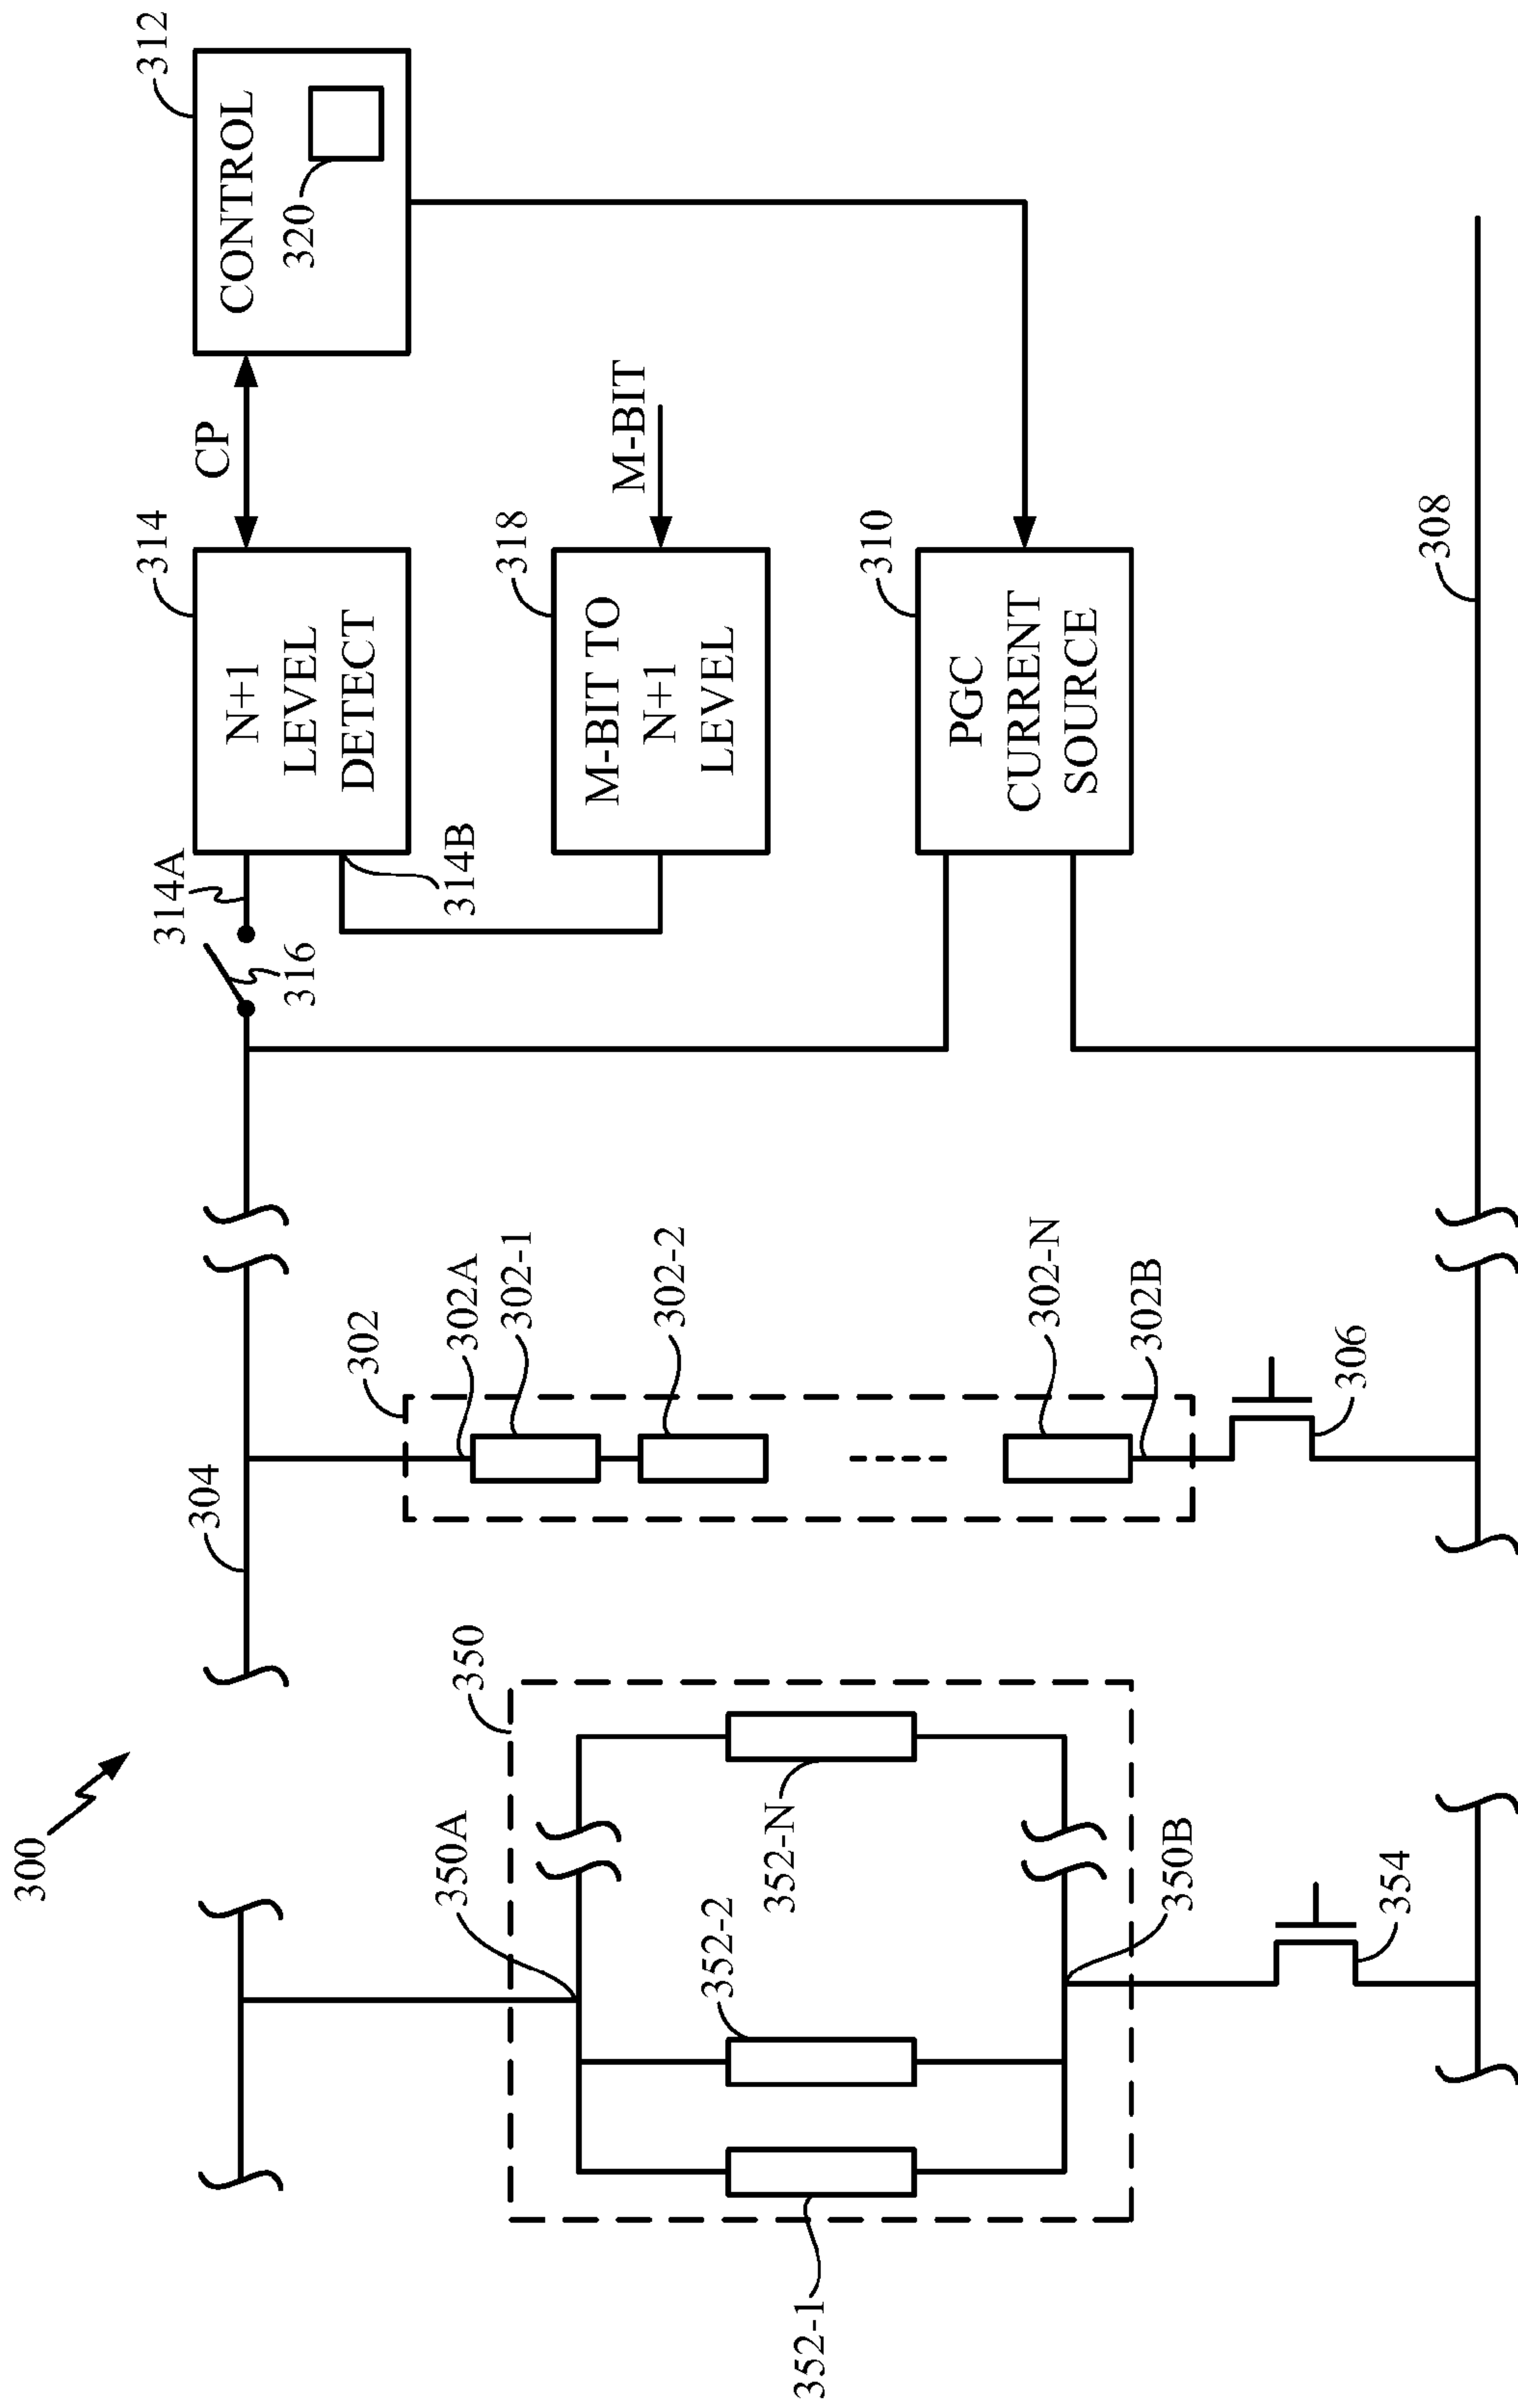 300
304
314A
316
314
N+1
LEVEL
DETECT
CP
312
CONTROL
320
314B
318
M-BIT TO
N+1
LEVEL
M-BIT
310
PGC
CURRENT
SOURCE
302
302A
302-1
302-2
302-N
302B
306
308
350
350A
352-1
352-2
352-N
350B
354